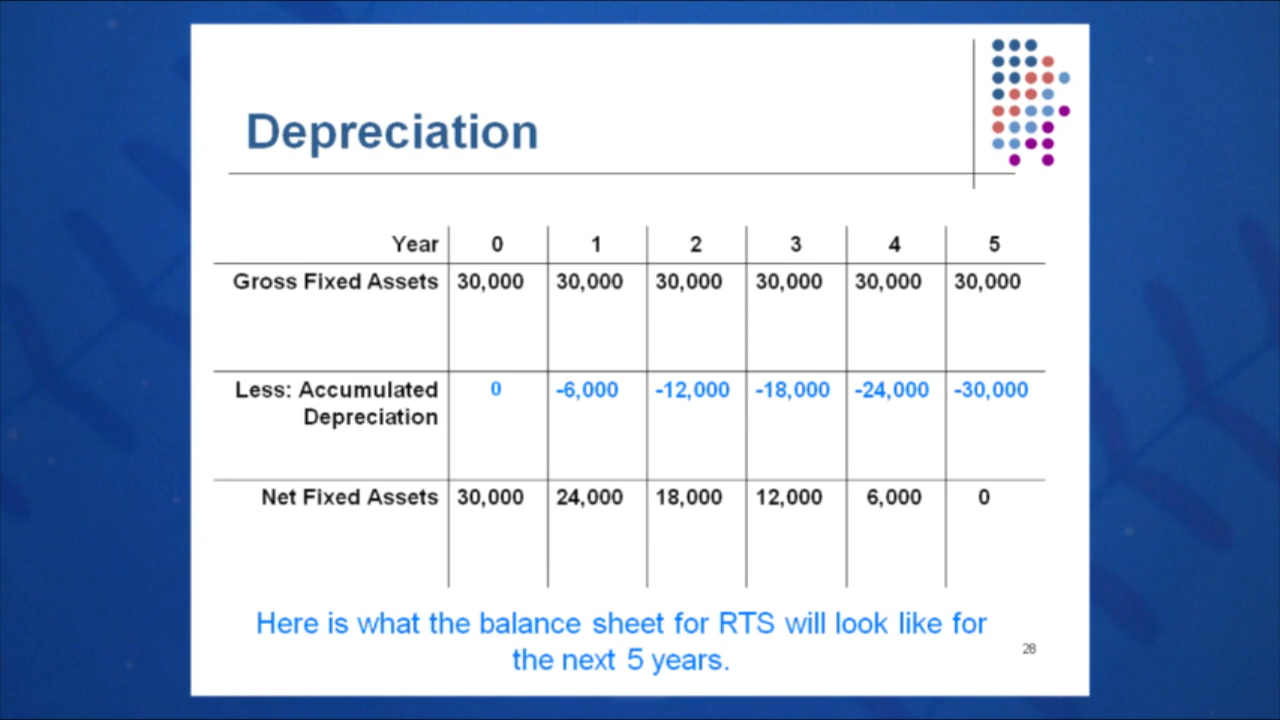 Depreciation
Year 0 1 2 3 4 5
Gross Fixed Assets 30,000 30,000 30,000 30,000 30,000 30,000
Less: Accumulated 0 -6,000 -12,000 -18,000 -24,000 -30,000
Depreciation
Net Fixed Assets 30,000 24,000 18,000 12,000 6,000 0
Here is what the balance sheet for RTS will look like for
the next 5 years.
28